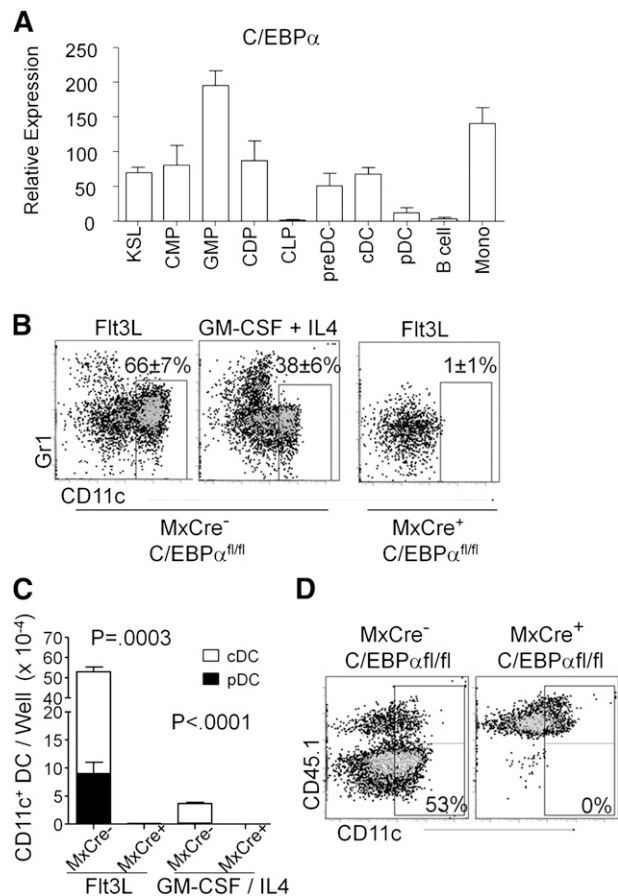 A
C/EBPα
Relative Expression
250
200
150
100
50
0
KSL
CMP
GMP
CDP
CLP
preDC
cDC
pDC
B cell
Mono
B
Flt3L
GM-CSF + IL4
Flt3L
66±7%
38±6%
1±1%
Gr1
CD11c
MxCre-
C/EBPα^fl/fl
MxCre+
C/EBPα^fl/fl
C
CD11c+ DC / Well (x 10-4)
70
60
50
40
30
20
20
15
10
5
0
P=.0003
P<.0001
cDC
pDC
MxCre-
MxCre+
MxCre-
MxCre+
Flt3L
GM-CSF / IL4
D
MxCre-
C/EBPαfl/fl
MxCre+
C/EBPαfl/fl
CD45.1
53%
0%
CD11c